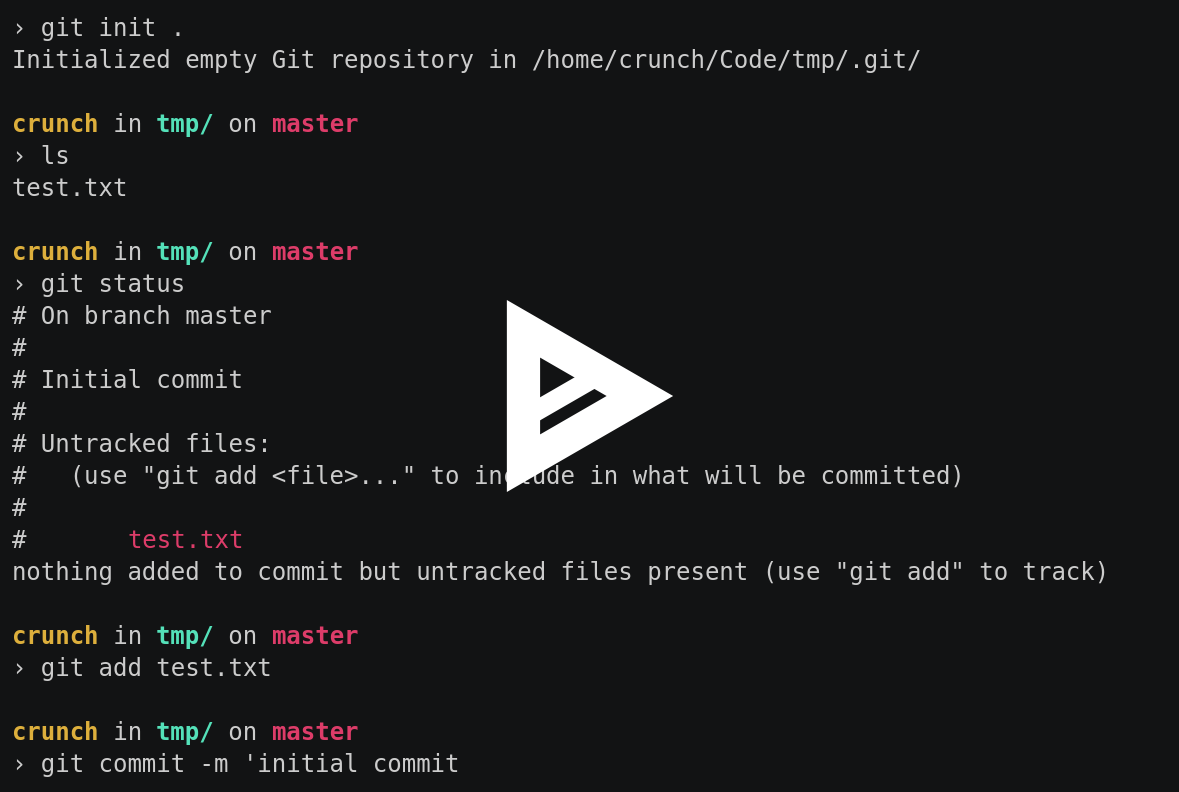 › git init .
Initialized empty Git repository in /home/crunch/Code/tmp/.git/
crunch in tmp/ on master
› ls
test.txt
crunch in tmp/ on master
› git status
# On branch master
#
# Initial commit
#
# Untracked files:
#   (use "git add <file>..." to include in what will be committed)
#
#       test.txt
nothing added to commit but untracked files present (use "git add" to track)
crunch in tmp/ on master
› git add test.txt
crunch in tmp/ on master
› git commit -m 'initial commit